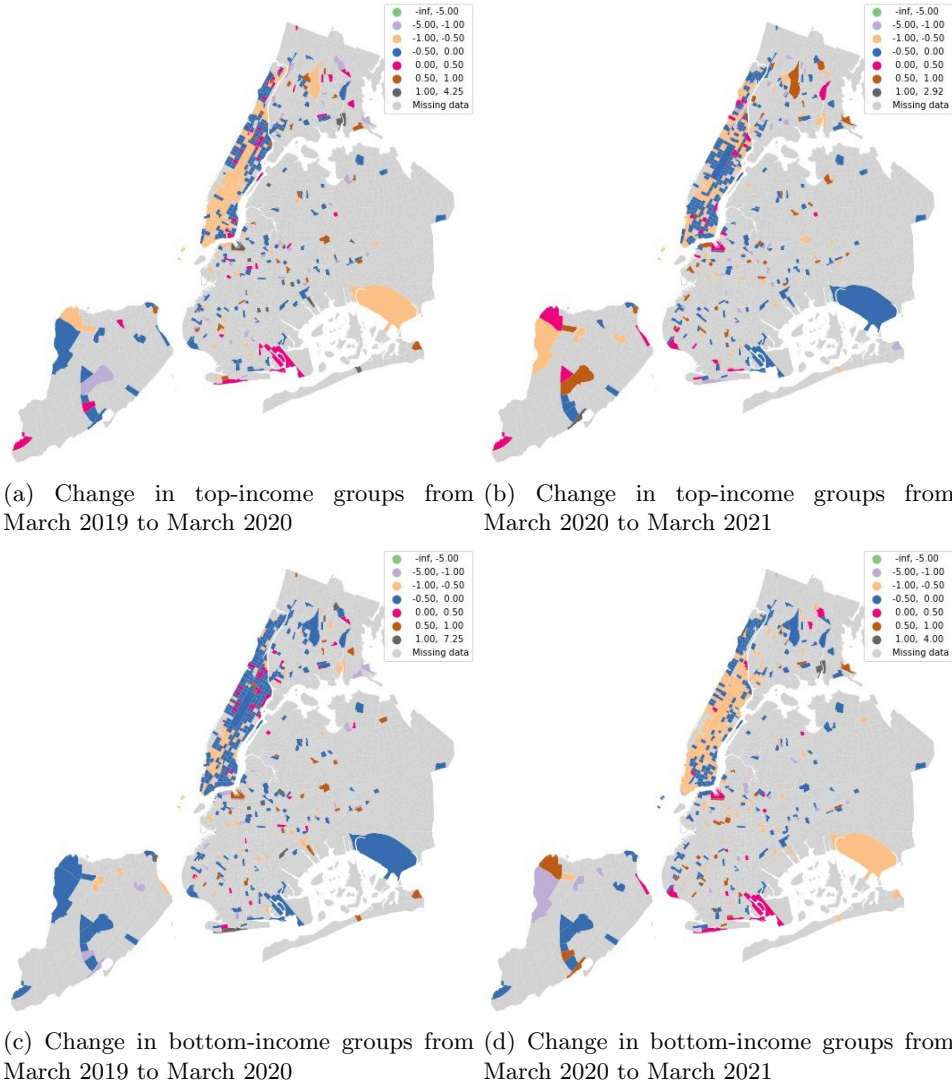 -inf, -5.00
-5.00, -1.00
-1.00, -0.50
-0.50, 0.00
0.00, 0.50
0.50, 1.00
1.00, 4.25
Missing data
-inf, -5.00
-5.00, -1.00
-1.00, -0.50
-0.50, 0.00
0.00, 0.50
0.50, 1.00
1.00, 2.92
Missing data
(a) Change in top-income groups from
March 2019 to March 2020
(b) Change in top-income groups from
March 2020 to March 2021
-inf, -5.00
-5.00, -1.00
-1.00, -0.50
-0.50, 0.00
0.00, 0.50
0.50, 1.00
1.00, 7.25
Missing data
-inf, -5.00
-5.00, -1.00
-1.00, -0.50
-0.50, 0.00
0.00, 0.50
0.50, 1.00
1.00, 4.00
Missing data
(c) Change in bottom-income groups from
March 2019 to March 2020
(d) Change in bottom-income groups from
March 2020 to March 2021